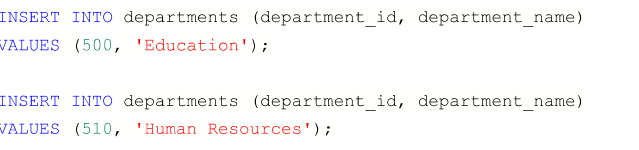 INSERT INTO departments (department_id, department_name)
VALUES (500, 'Education');
INSERT INTO departments (department_id, department_name)
VALUES (510, 'Human Resources');